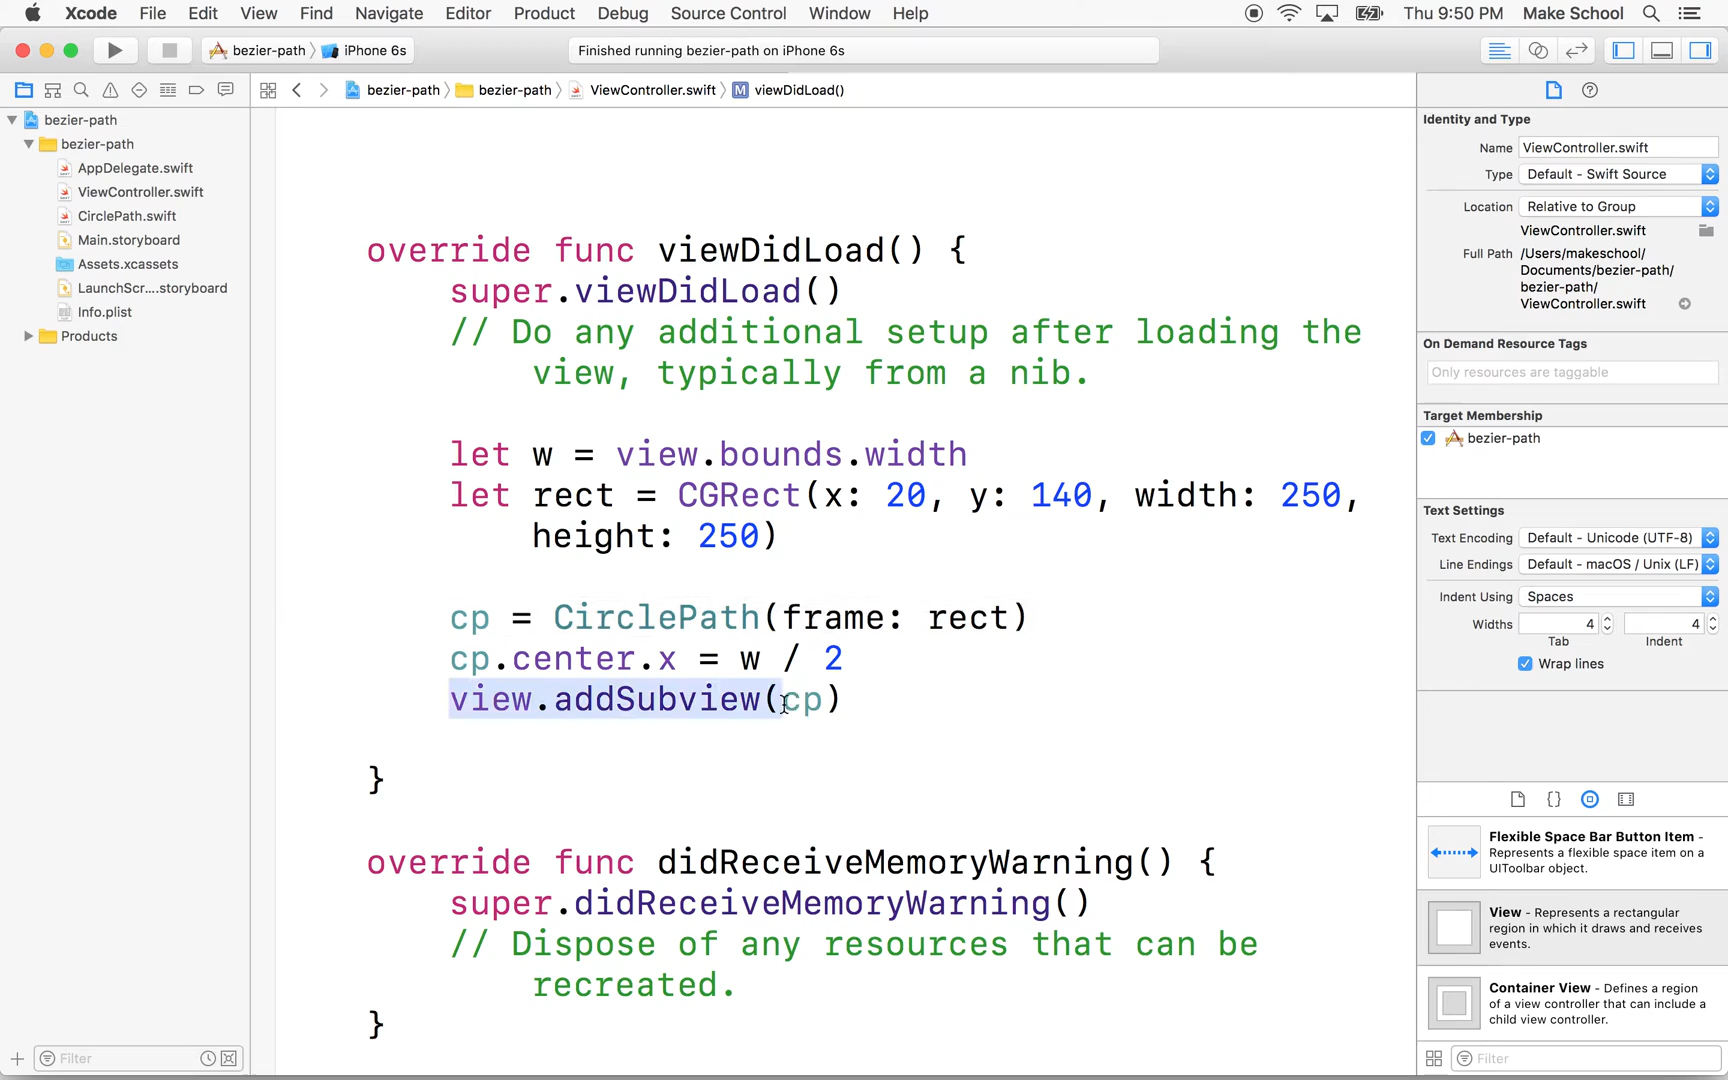 Xcode File Edit View Find Navigate Editor Product Debug Source Control Window Help Thu 9:50 PM Make School
bezier-path iPhone 6s Finished running bezier-path on iPhone 6s
bezier-path bezier-path ViewController.swift M viewDidLoad()
bezier-path
bezier-path
AppDelegate.swift
ViewController.swift
CirclePath.swift
Main.storyboard
Assets.xcassets
LaunchScr....storyboard
Info.plist
Products
Filter
override func viewDidLoad() {
super.viewDidLoad()
// Do any additional setup after loading the
view, typically from a nib.
let w = view.bounds.width
let rect = CGRect(x: 20, y: 140, width: 250,
height: 250)
cp = CirclePath(frame: rect)
cp.center.x = w / 2
view.addSubview(cp)
}
override func didReceiveMemoryWarning() {
super.didReceiveMemoryWarning()
// Dispose of any resources that can be
recreated.
}
Identity and Type
Name ViewController.swift
Type Default - Swift Source
Location Relative to Group
ViewController.swift
Full Path /Users/makeschool/
Documents/bezier-path/
bezier-path/
ViewController.swift
On Demand Resource Tags
Only resources are taggable
Target Membership
bezier-path
Text Settings
Text Encoding Default - Unicode (UTF-8)
Line Endings Default - macOS / Unix (LF)
Indent Using Spaces
Widths 4 4
Tab Indent
Wrap lines
Flexible Space Bar Button Item -
Represents a flexible space item on a
UIToolbar object.
View - Represents a rectangular
region in which it draws and receives
events.
Container View - Defines a region
of a view controller that can include a
child view controller.
Filter